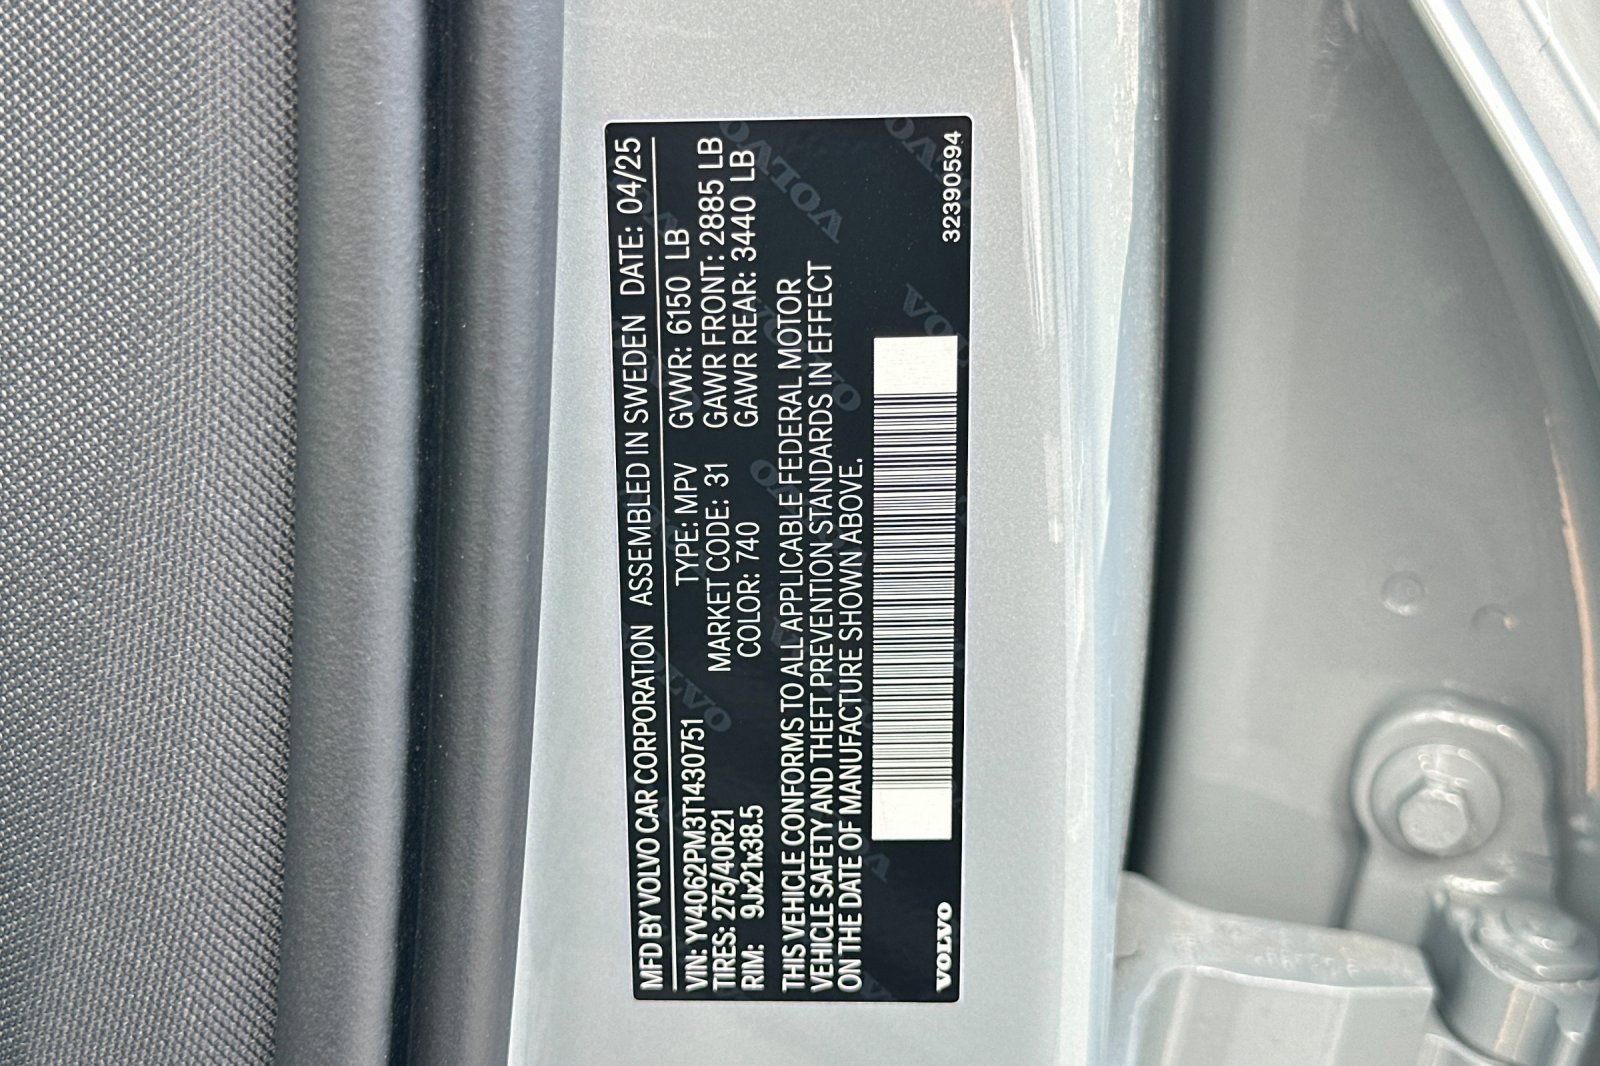 MFD BY VOLVO CAR CORPORATION ASSEMBLED IN SWEDEN DATE: 04/25
VIN: YV4062PM3T1430751 TYPE: MPV GVWR: 6150 LB
TIRES: 275/40R21 MARKET CODE: 31 GAWR FRONT: 2885 LB
RIM: 9Jx21x38.5 COLOR: 740 GAWR REAR: 3440 LB
THIS VEHICLE CONFORMS TO ALL APPLICABLE FEDERAL MOTOR
VEHICLE SAFETY AND THEFT PREVENTION STANDARDS IN EFFECT
ON THE DATE OF MANUFACTURE SHOWN ABOVE.
VOLVO 32390594